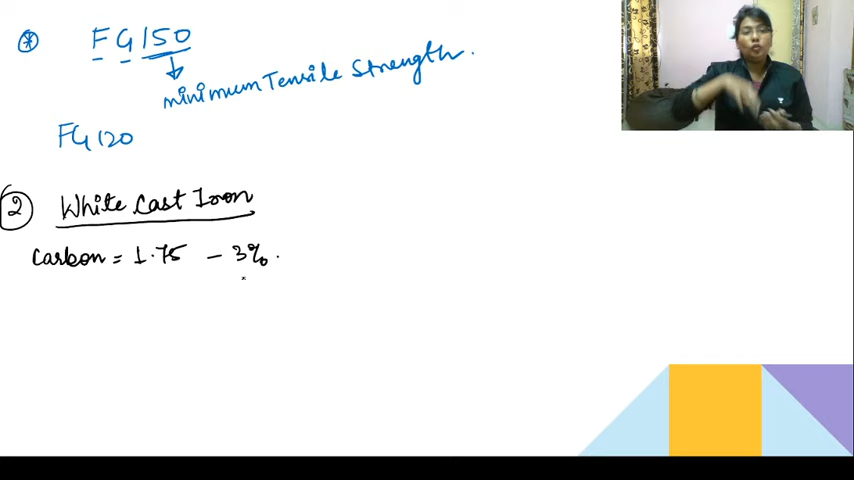 * FG150
minimum Tensile Strength.
FG120
2 White Cast Iron
Carbon = 1.75 - 3%.